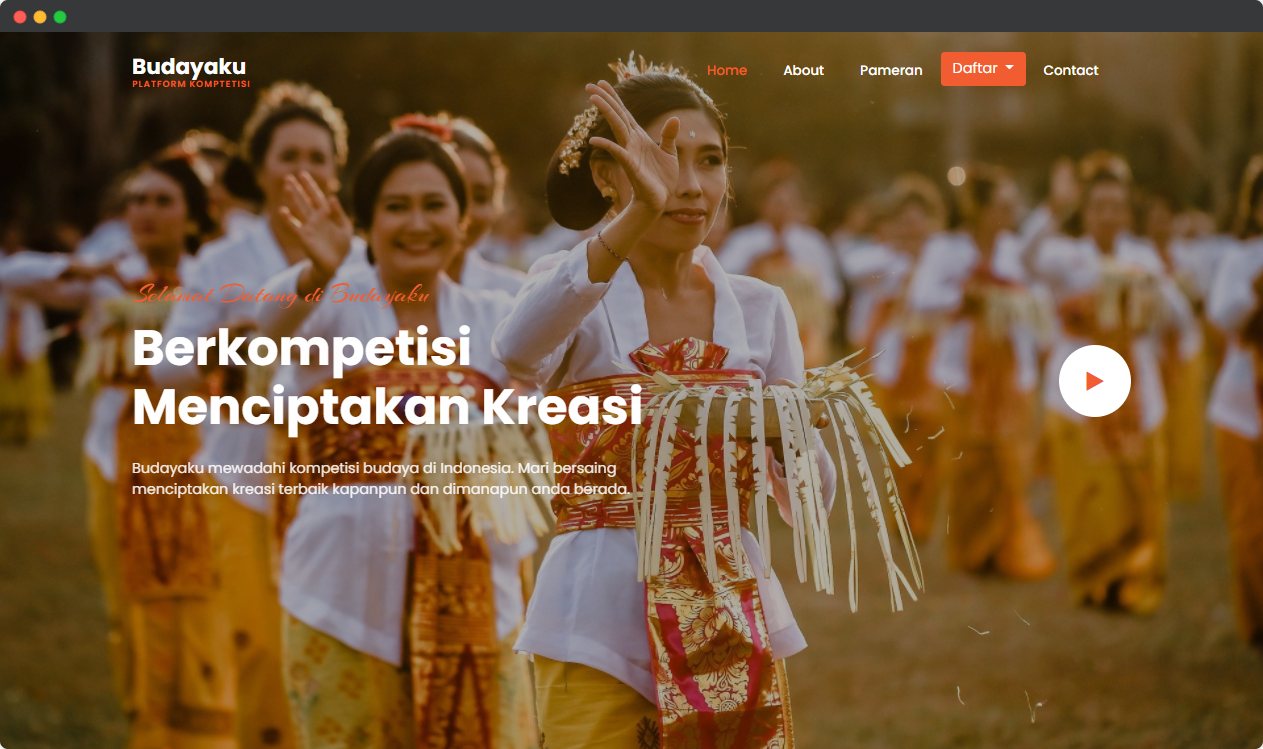 Budayaku
PLATFORM KOMPTETISI
Home
About
Pameran
Daftar
Contact
Selamat Datang di Budayaku
Berkompetisi
Menciptakan Kreasi
Budayaku mewadahi kompetisi budaya di Indonesia. Mari bersaing
menciptakan kreasi terbaik kapanpun dan dimanapun anda berada.